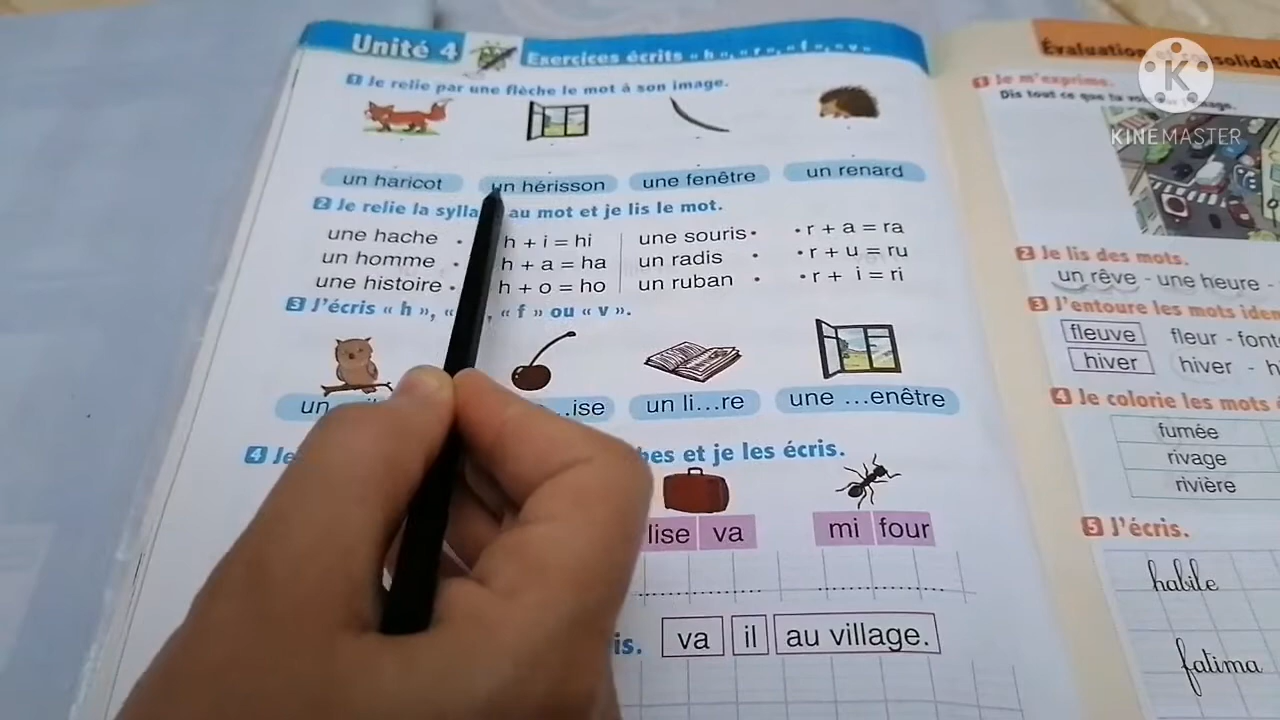 Unité 4
Exercices écrits « h », « r », « f », « v »
1 Je relie par une flèche le mot à son image.
un haricot
un hérisson
une fenêtre
un renard
2 Je relie la sylla au mot et je lis le mot.
une hache • h + i = hi une souris • • r + a = ra
un homme • h + a = ha un radis • • r + u = ru
une histoire • h + o = ho un ruban • • r + i = ri
3 J'écris « h », « , « f » ou « v ».
un
…ise
un li…re
une …enêtre
4 Je
bes et je les écris.
lise va
mi four
is. va il au village.
Évaluation
1 Je m'exprime.
Dis tout ce que tu
2 Je lis des mots.
un rêve - une heure -
3 J'entoure les mots iden
fleuve fleur - font
hiver hiver - h
4 Je colorie les mots
fumée
rivage
rivière
5 J'écris.
habile
fatima
K
KINEMASTER